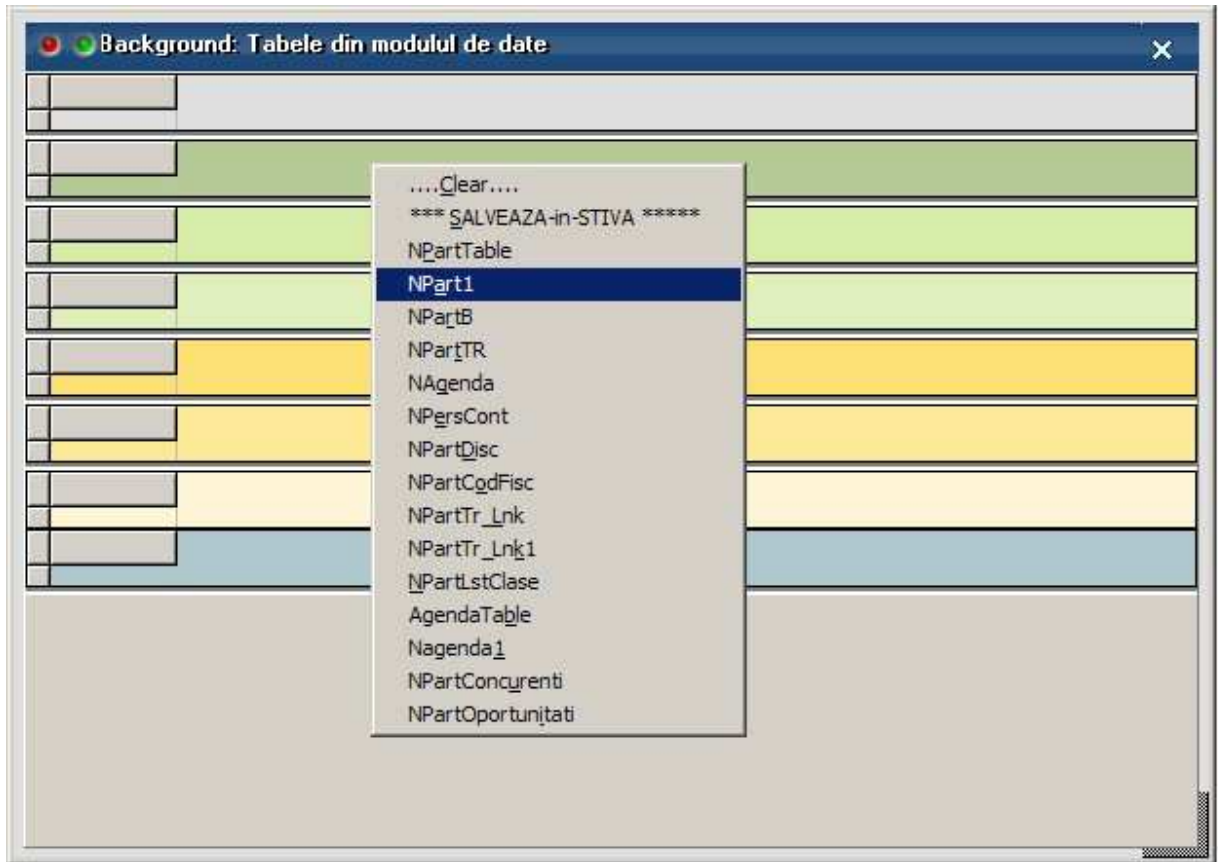 Background: Tabele din modulul de date
....Clear....
*** SALVEAZA-in-STIVA *****
NPartTable
NPart1
NPartB
NPartTR
NAgenda
NPersCont
NPartDisc
NPartCodFisc
NPartTr_Lnk
NPartTr_Lnk1
NPartLstClase
AgendaTable
Nagenda1
NPartConcurenti
NPartOportunitati